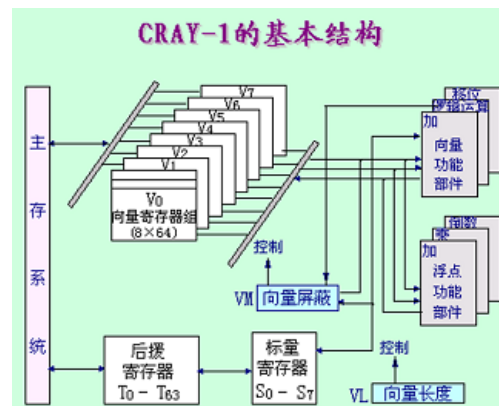 CRAY-1的基本结构
主存系统
V7
V6
V5
V4
V3
V2
V1
V0
向量寄存器组
(8×64)
移位
逻辑运算
加
向量
功能
部件
倒数
乘
加
浮点
功能
部件
控制
VM
向量屏蔽
后援
寄存器
T0 - T63
标量
寄存器
S0 - S7
控制
VL
向量长度